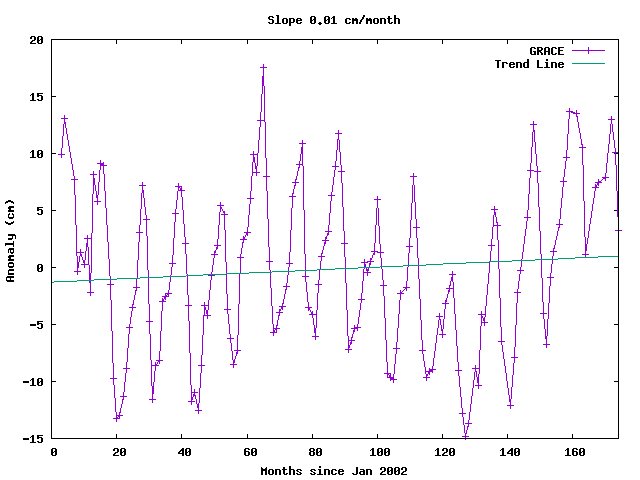 Slope 0.01 cm/month
GRACE
Trend Line
20
15
10
5
0
-5
-10
-15
Anomaly (cm)
0 20 40 60 80 100 120 140 160
Months since Jan 2002